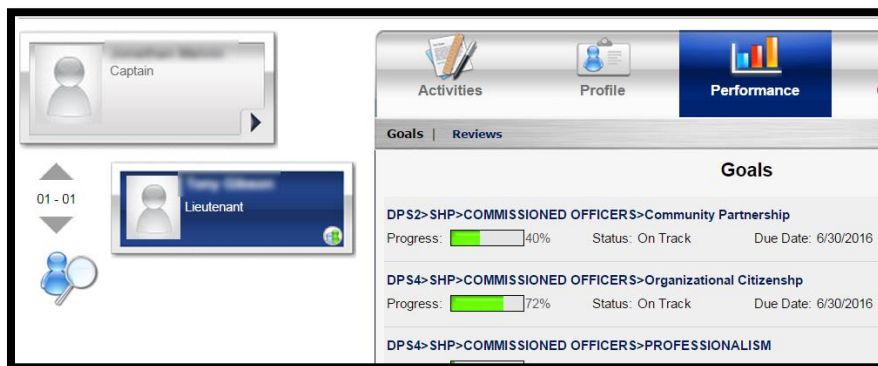 Captain
01 - 01
Lieutenant
Activities
Profile
Performance
Goals | Reviews
Goals
DPS2>SHP>COMMISSIONED OFFICERS>Community Partnership
Progress: 40% Status: On Track Due Date: 6/30/2016
DPS4>SHP>COMMISSIONED OFFICERS>Organizational Citizenshp
Progress: 72% Status: On Track Due Date: 6/30/2016
DPS4>SHP>COMMISSIONED OFFICERS>PROFESSIONALISM